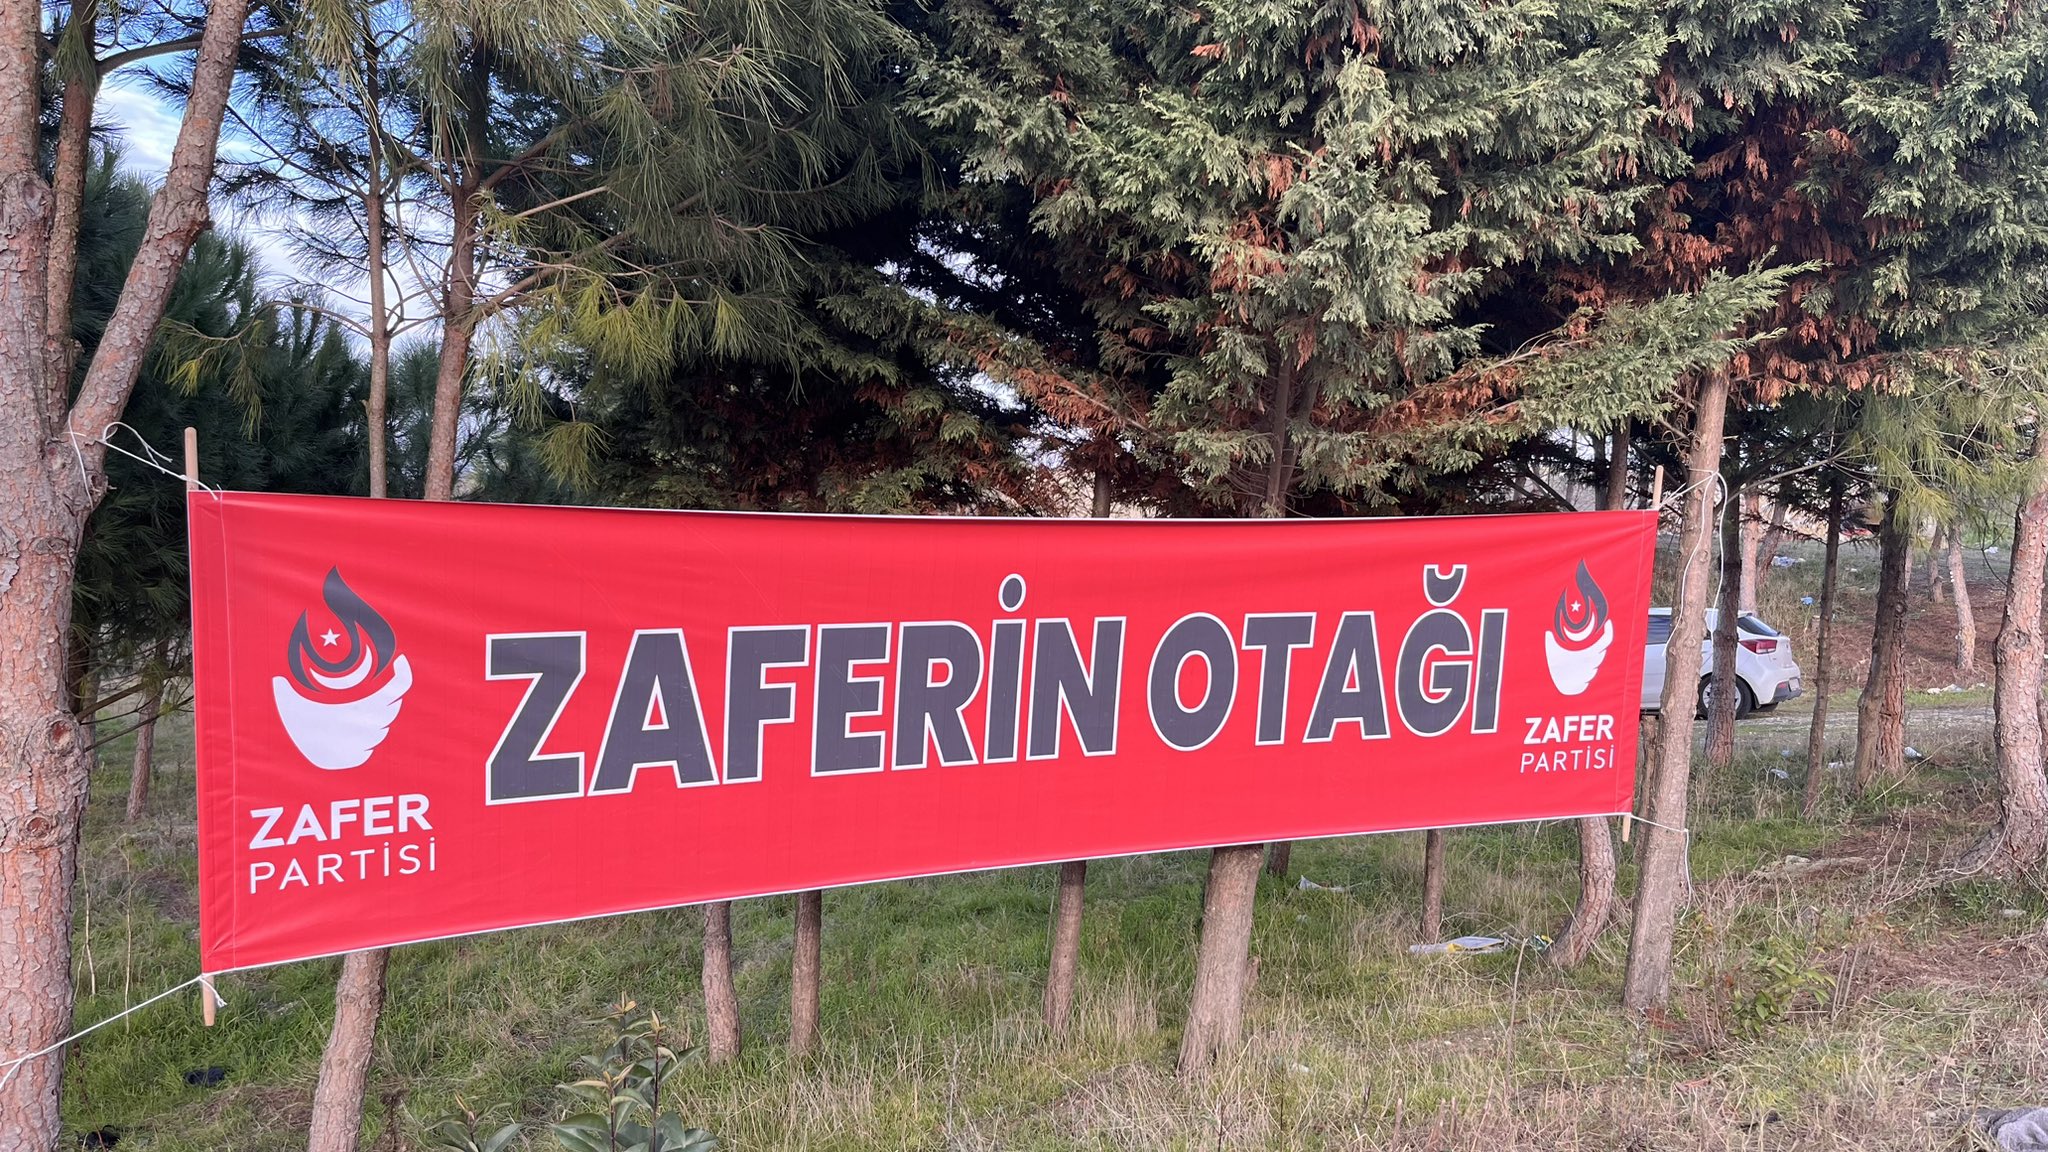 ZAFER
PARTİSİ
ZAFERİN OTAĞI
ZAFER
PARTİSİ